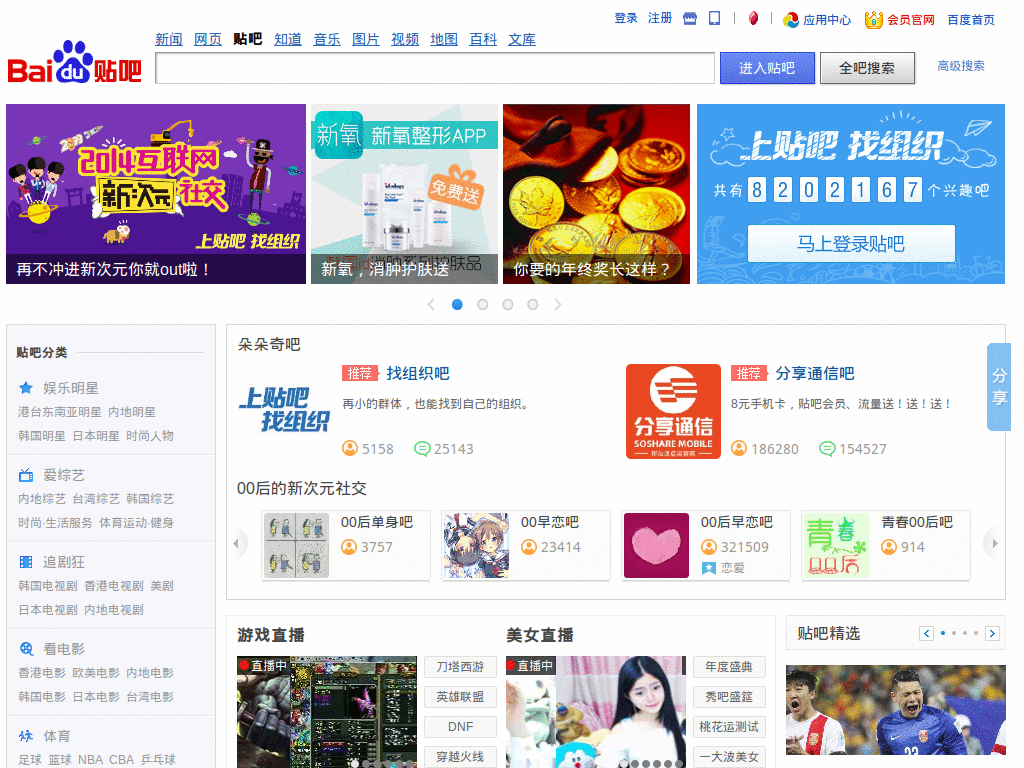 登录 注册 应用中心 会员官网 百度首页
新闻 网页 贴吧 知道 音乐 图片 视频 地图 百科 文库
Bai du 贴吧
进入贴吧 全吧搜索 高级搜索
2014互联网
新次元社交
上贴吧 找组织
再不冲进新次元你就out啦！
新氧 新氧整形APP
免费送
新氧，消肿护肤送
你要的年终奖长这样？
上贴吧 找组织
共有 8 2 0 2 1 6 7 个兴趣吧
马上登录贴吧
分享
贴吧分类
娱乐明星
港台东南亚明星 内地明星
韩国明星 日本明星 时尚人物
爱综艺
内地综艺 台湾综艺 韩国综艺
时尚·生活服务 体育运动·健身
追剧狂
韩国电视剧 香港电视剧 美剧
日本电视剧 内地电视剧
看电影
香港电影 欧美电影 内地电影
韩国电影 日本电影 台湾电影
体育
足球 篮球 NBA CBA 乒乓球
朵朵奇吧
上贴吧
找组织
推荐 找组织吧
再小的群体，也能找到自己的组织。
5158 25143
分享通信
SOSHARE MOBILE
推荐 分享通信吧
8元手机卡，贴吧会员、流量送！送！送！
186280 154527
00后的新次元社交
00后单身吧
3757
00早恋吧
23414
00后早恋吧
321509
恋爱
青春00后
青春00后吧
914
游戏直播
直播中
刀塔西游
英雄联盟
DNF
穿越火线
美女直播
直播中
年度盛典
秀吧盛筵
桃花运测试
一大波美女
贴吧精选
23